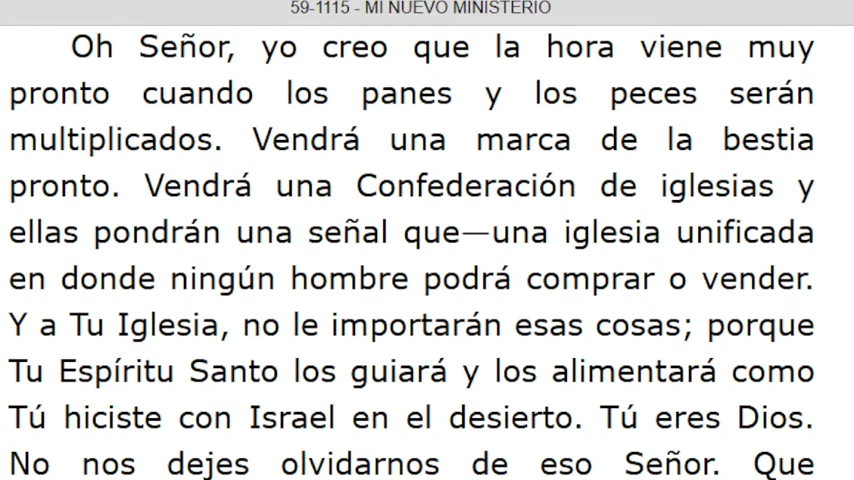 59-1115 - MI NUEVO MINISTERIO
Oh Señor, yo creo que la hora viene muy
pronto cuando los panes y los peces serán
multiplicados. Vendrá una marca de la bestia
pronto. Vendrá una Confederación de iglesias y
ellas pondrán una señal que—una iglesia unificada
en donde ningún hombre podrá comprar o vender.
Y a Tu Iglesia, no le importarán esas cosas; porque
Tu Espíritu Santo los guiará y los alimentará como
Tú hiciste con Israel en el desierto. Tú eres Dios.
No nos dejes olvidarnos de eso Señor. Que